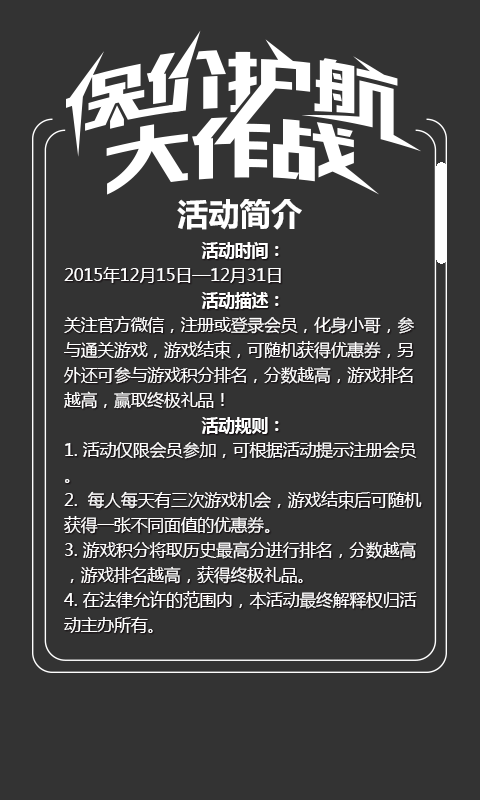 保价护航
大作战
活动简介
活动时间：
2015年12月15日—12月31日
活动描述：
关注官方微信，注册或登录会员，化身小哥，参
与通关游戏，游戏结束，可随机获得优惠券，另
外还可参与游戏积分排名，分数越高，游戏排名
越高，赢取终极礼品！
活动规则：
1. 活动仅限会员参加，可根据活动提示注册会员
。
2. 每人每天有三次游戏机会，游戏结束后可随机
获得一张不同面值的优惠券。
3. 游戏积分将取历史最高分进行排名，分数越高
，游戏排名越高，获得终极礼品。
4. 在法律允许的范围内，本活动最终解释权归活
动主办所有。